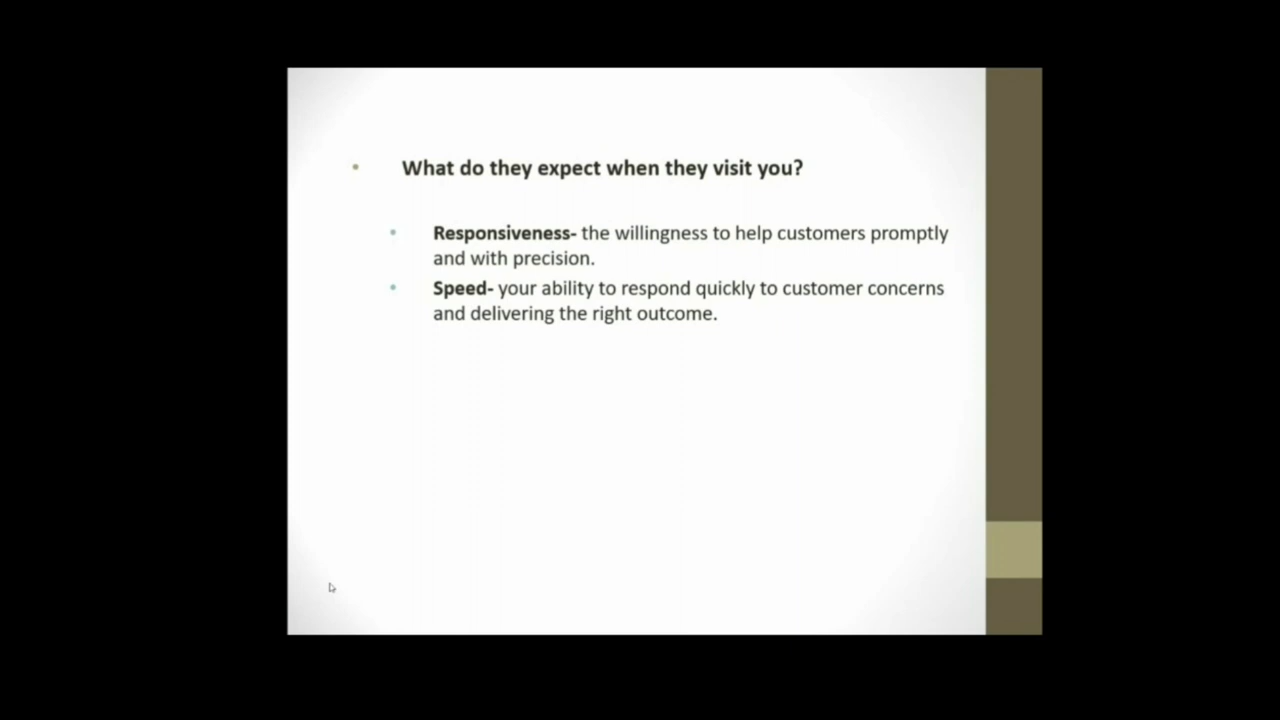 • What do they expect when they visit you?
• Responsiveness- the willingness to help customers promptly
and with precision.
• Speed- your ability to respond quickly to customer concerns
and delivering the right outcome.